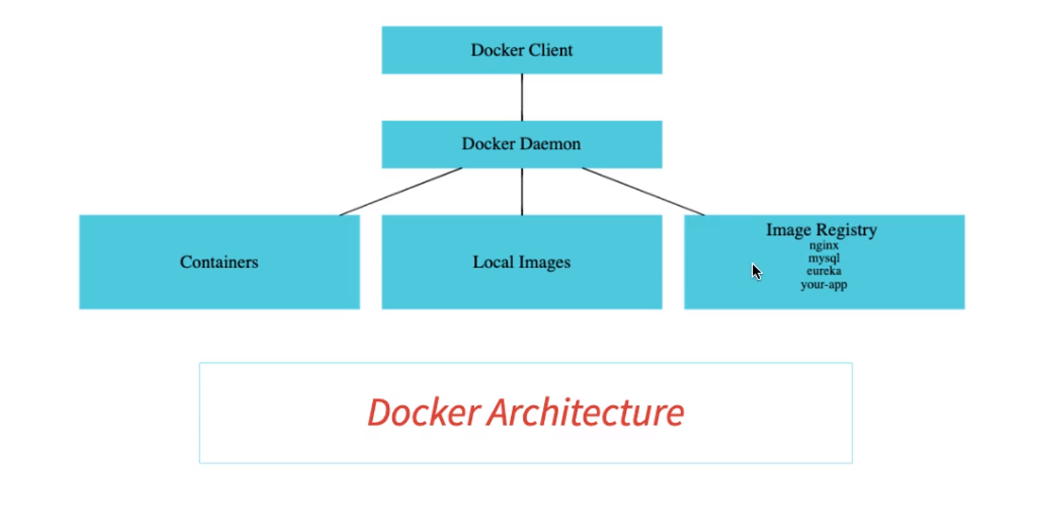 Docker Client
Docker Daemon
Containers
Local Images
Image Registry
nginx
mysql
eureka
your-app
Docker Architecture